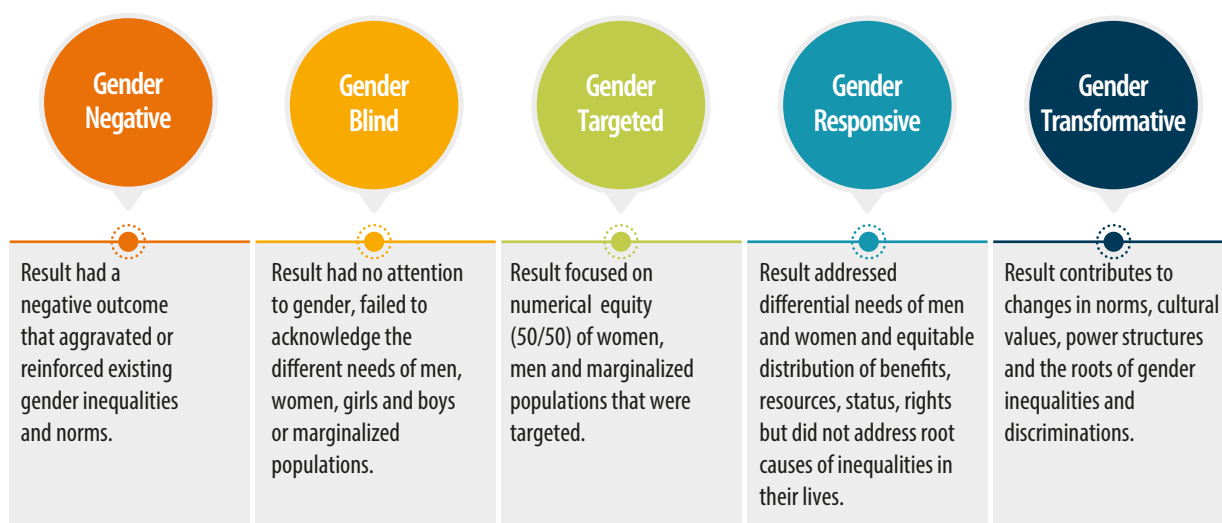 Gender
Negative
Gender
Blind
Gender
Targeted
Gender
Responsive
Gender
Transformative
Result had a
negative outcome
that aggravated or
reinforced existing
gender inequalities
and norms.
Result had no attention
to gender, failed to
acknowledge the
different needs of men,
women, girls and boys
or marginalized
populations.
Result focused on
numerical equity
(50/50) of women,
men and marginalized
populations that were
targeted.
Result addressed
differential needs of men
and women and equitable
distribution of benefits,
resources, status, rights
but did not address root
causes of inequalities in
their lives.
Result contributes to
changes in norms, cultural
values, power structures
and the roots of gender
inequalities and
discriminations.